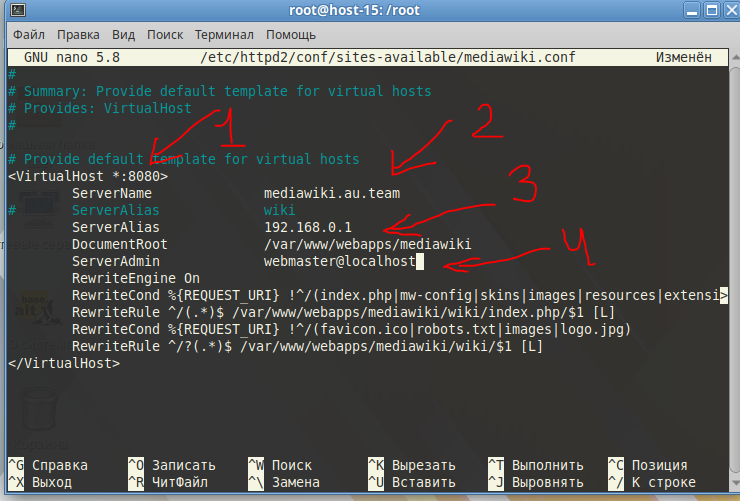 root@host-15: /root
Файл Правка Вид Поиск Терминал Помощь
GNU nano 5.8 /etc/httpd2/conf/sites-available/mediawiki.conf Изменён
#
# Summary: Provide default template for virtual hosts
# Provides: VirtualHost
#
1
2
# Provide default template for virtual hosts
<VirtualHost *:8080>
ServerName mediawiki.au.team
3
# ServerAlias wiki
ServerAlias 192.168.0.1
DocumentRoot /var/www/webapps/mediawiki
4
ServerAdmin webmaster@localhost
RewriteEngine On
RewriteCond %{REQUEST_URI} !^/(index.php|mw-config|skins|images|resources|extensi>
RewriteRule ^/(.*)$ /var/www/webapps/mediawiki/wiki/index.php/$1 [L]
RewriteCond %{REQUEST_URI} !^/(favicon.ico|robots.txt|images|logo.jpg)
RewriteRule ^/?(.*)$ /var/www/webapps/mediawiki/wiki/$1 [L]
</VirtualHost>
^G Справка ^O Записать ^W Поиск ^K Вырезать ^T Выполнить ^C Позиция
^X Выход ^R ЧитФайл ^\ Замена ^U Вставить ^J Выровнять ^/ К строке